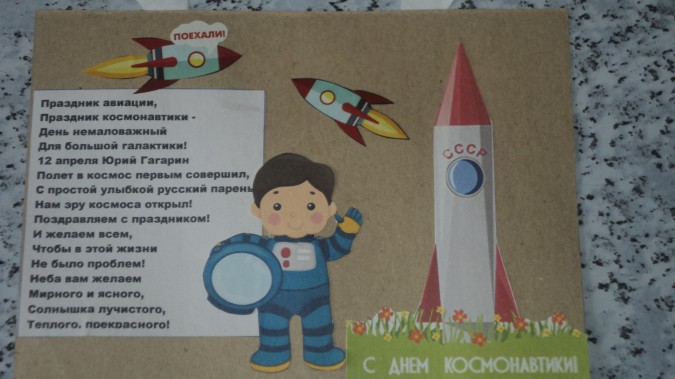 ПОЕХАЛИ!
Праздник авиации,
Праздник космонавтики -
День немаловажный
Для большой галактики!
12 апреля Юрий Гагарин
Полет в космос первым совершил,
С простой улыбкой русский парень
Нам эру космоса открыл!
Поздравляем с праздником!
И желаем всем,
Чтобы в этой жизни
Не было проблем!
Неба вам желаем
Мирного и ясного,
Солнышка лучистого,
Теплого, прекрасного!
СССР
С ДНЕМ КОСМОНАВТИКИ!